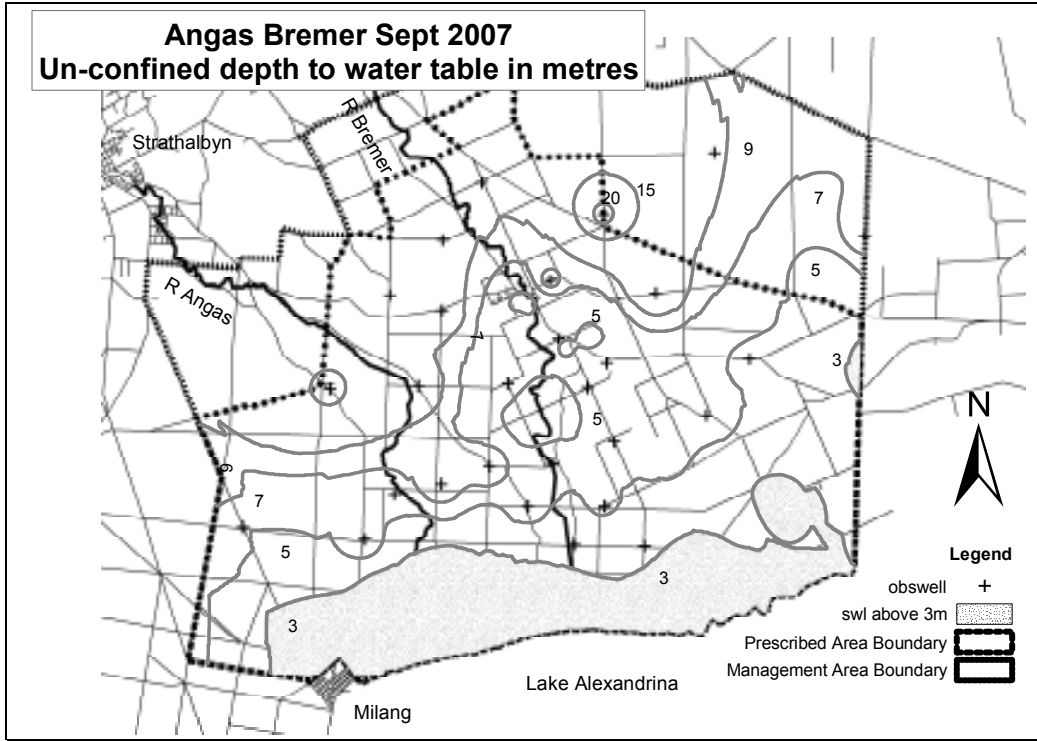 Angas Bremer Sept 2007
Un-confined depth to water table in metres
R Bremer
Strathalbyn
9
20
15
7
5
R Angas
5
7
3
5
N
9
7
5
3
3
Legend
obswell
swl above 3m
Prescribed Area Boundary
Management Area Boundary
Lake Alexandrina
Milang